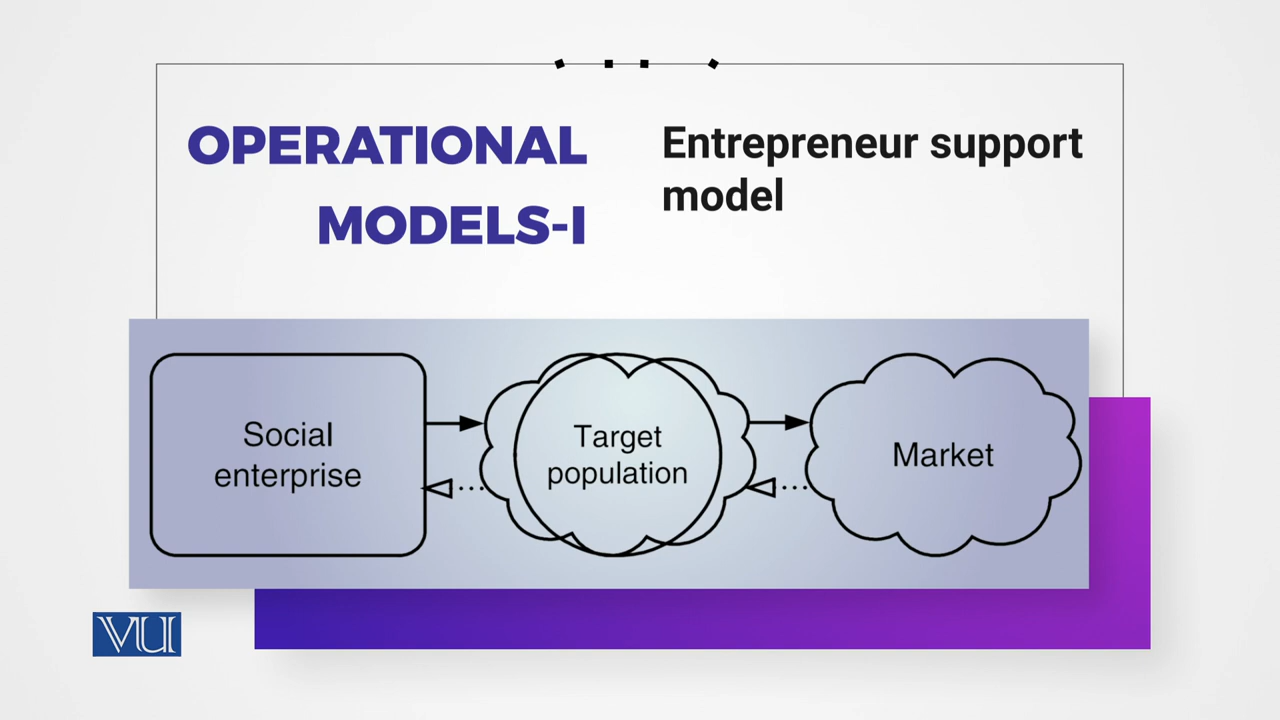 OPERATIONAL
MODELS-I
Entrepreneur support
model
Social
enterprise
Target
population
Market
VU